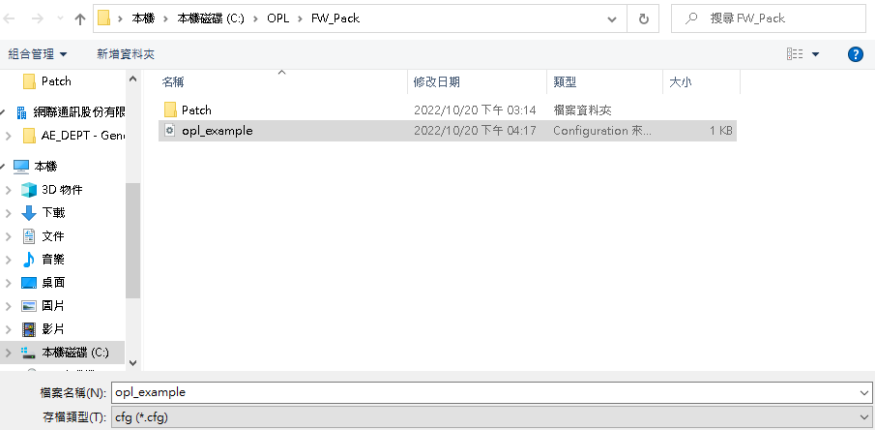 本機 › 本機磁碟 (C:) › OPL › FW_Pack
搜尋 FW_Pack
組合管理 新增資料夾
Patch
網聯通訊股份有限
AE_DEPT - Gen
本機
3D 物件
下載
文件
音樂
桌面
圖片
影片
本機磁碟 (C:)
名稱 修改日期 類型 大小
Patch 2022/10/20 下午 03:14 檔案資料夾
opl_example 2022/10/20 下午 04:17 Configuration 來... 1 KB
檔案名稱(N): opl_example
存檔類型(T): cfg (*.cfg)